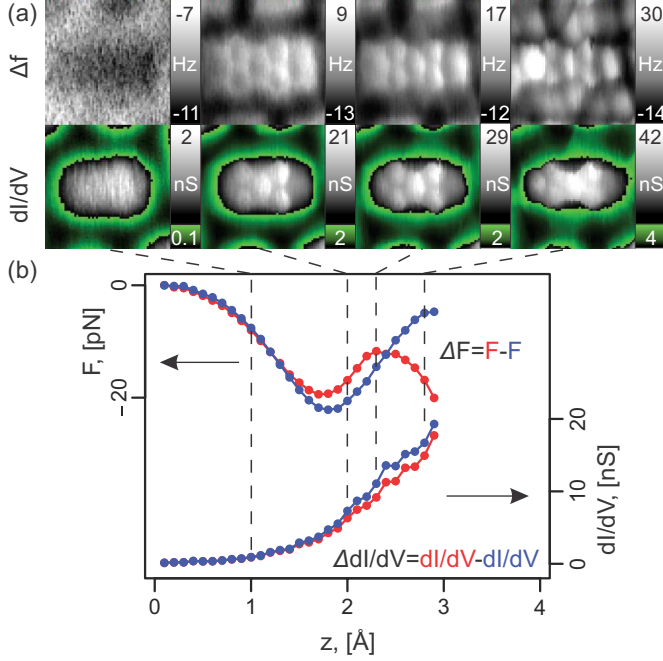 (a)
Δf
-7
Hz
-11
9
Hz
-13
17
Hz
-12
30
Hz
-14
dI/dV
2
nS
0.1
21
nS
2
29
nS
2
42
nS
4
(b)
F, [pN]
0
-20
ΔF=F-F
20
10
0
dI/dV, [nS]
ΔdI/dV=dI/dV-dI/dV
0 1 2 3 4
z, [Å]